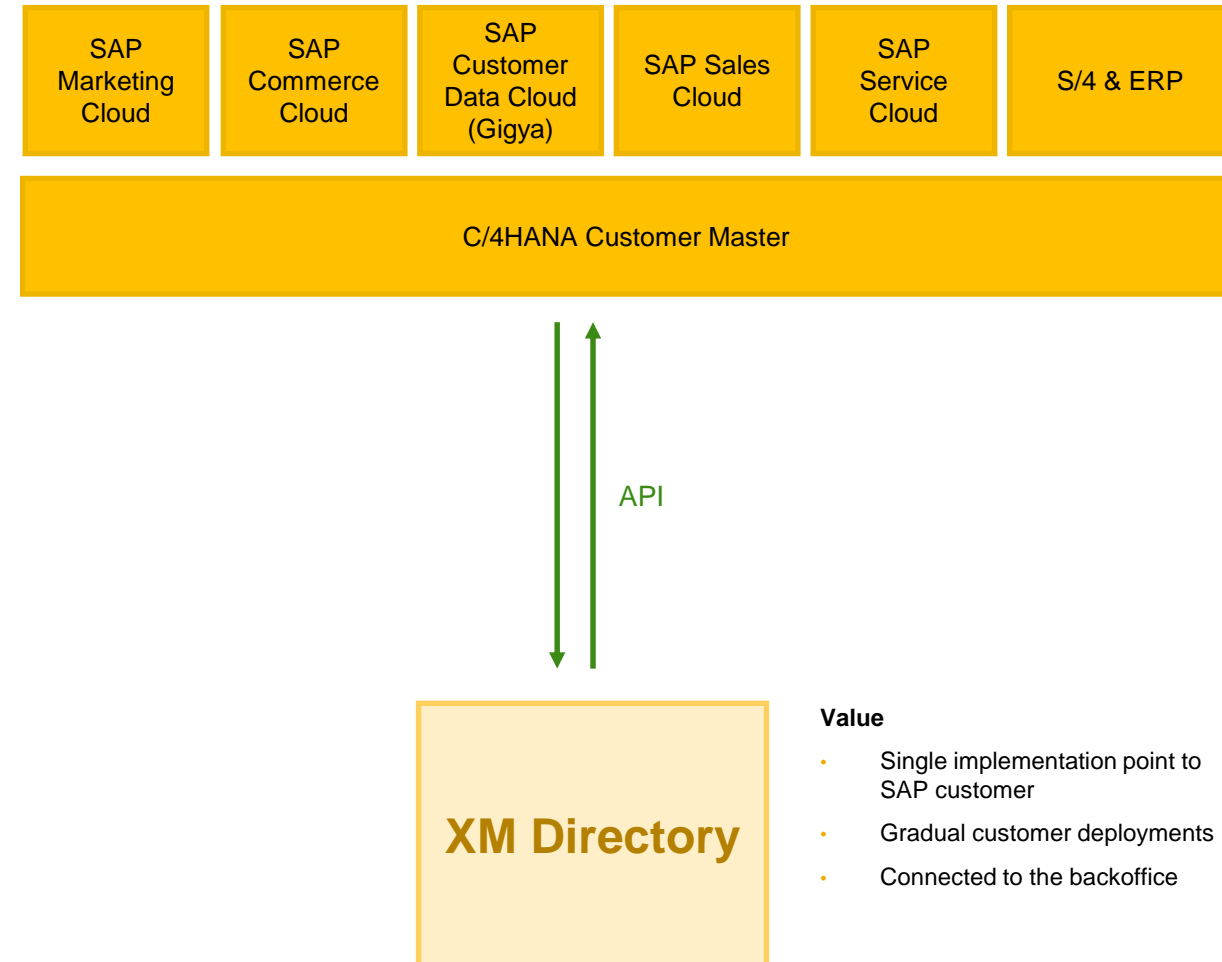 SAP
Marketing
Cloud
SAP
Commerce
Cloud
SAP
Customer
Data Cloud
(Gigya)
SAP Sales
Cloud
SAP
Service
Cloud
S/4 & ERP
C/4HANA Customer Master
API
XM Directory
Value
• Single implementation point to
SAP customer
• Gradual customer deployments
• Connected to the backoffice